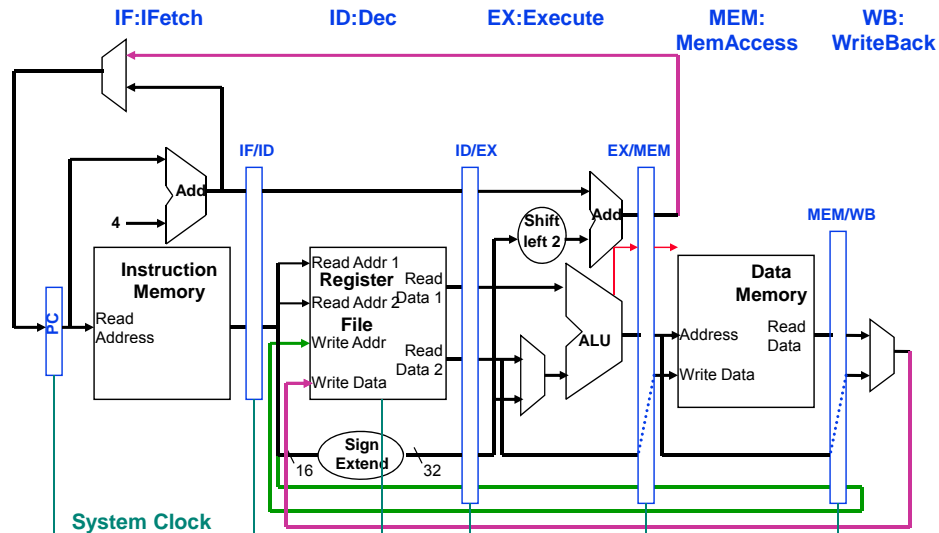 IF:IFetch
ID:Dec
EX:Execute
MEM:
MemAccess
WB:
WriteBack
IF/ID
ID/EX
EX/MEM
MEM/WB
Add
4
Shift
left 2
Add
Instruction
Memory
Read
Address
PC
Read Addr 1
Register
Read
Data 1
Read Addr 2
File
Write Addr
Read
Data 2
Write Data
ALU
Data
Memory
Address
Read
Data
Write Data
Sign
Extend
16
32
System Clock